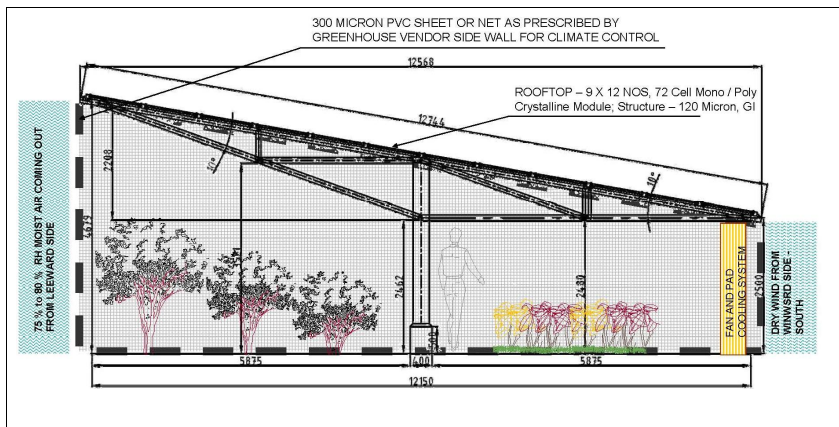 300 MICRON PVC SHEET OR NET AS PRESCRIBED BY
GREENHOUSE VENDOR SIDE WALL FOR CLIMATE CONTROL
12568
ROOFTOP – 9 X 12 NOS, 72 Cell Mono / Poly
Crystalline Module; Structure – 120 Micron, GI
12744
10°
10°
2208
4679
75 % to 80 % RH MOIST AIR COMING OUT
FROM LEEWARD SIDE
2462
2480
FAN AND PAD
COOLING SYSTEM
2500
DRY WIND FROM
WINWSRD SIDE -
SOUTH
5875
400
5875
12150